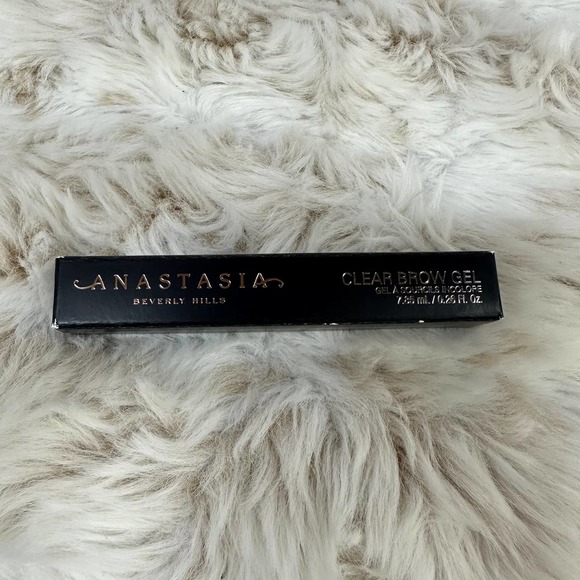 ANASTASIA
BEVERLY HILLS
CLEAR BROW GEL
GEL À SOURCILS INCOLORE
7.85 mL / 0.26 Fl. Oz.